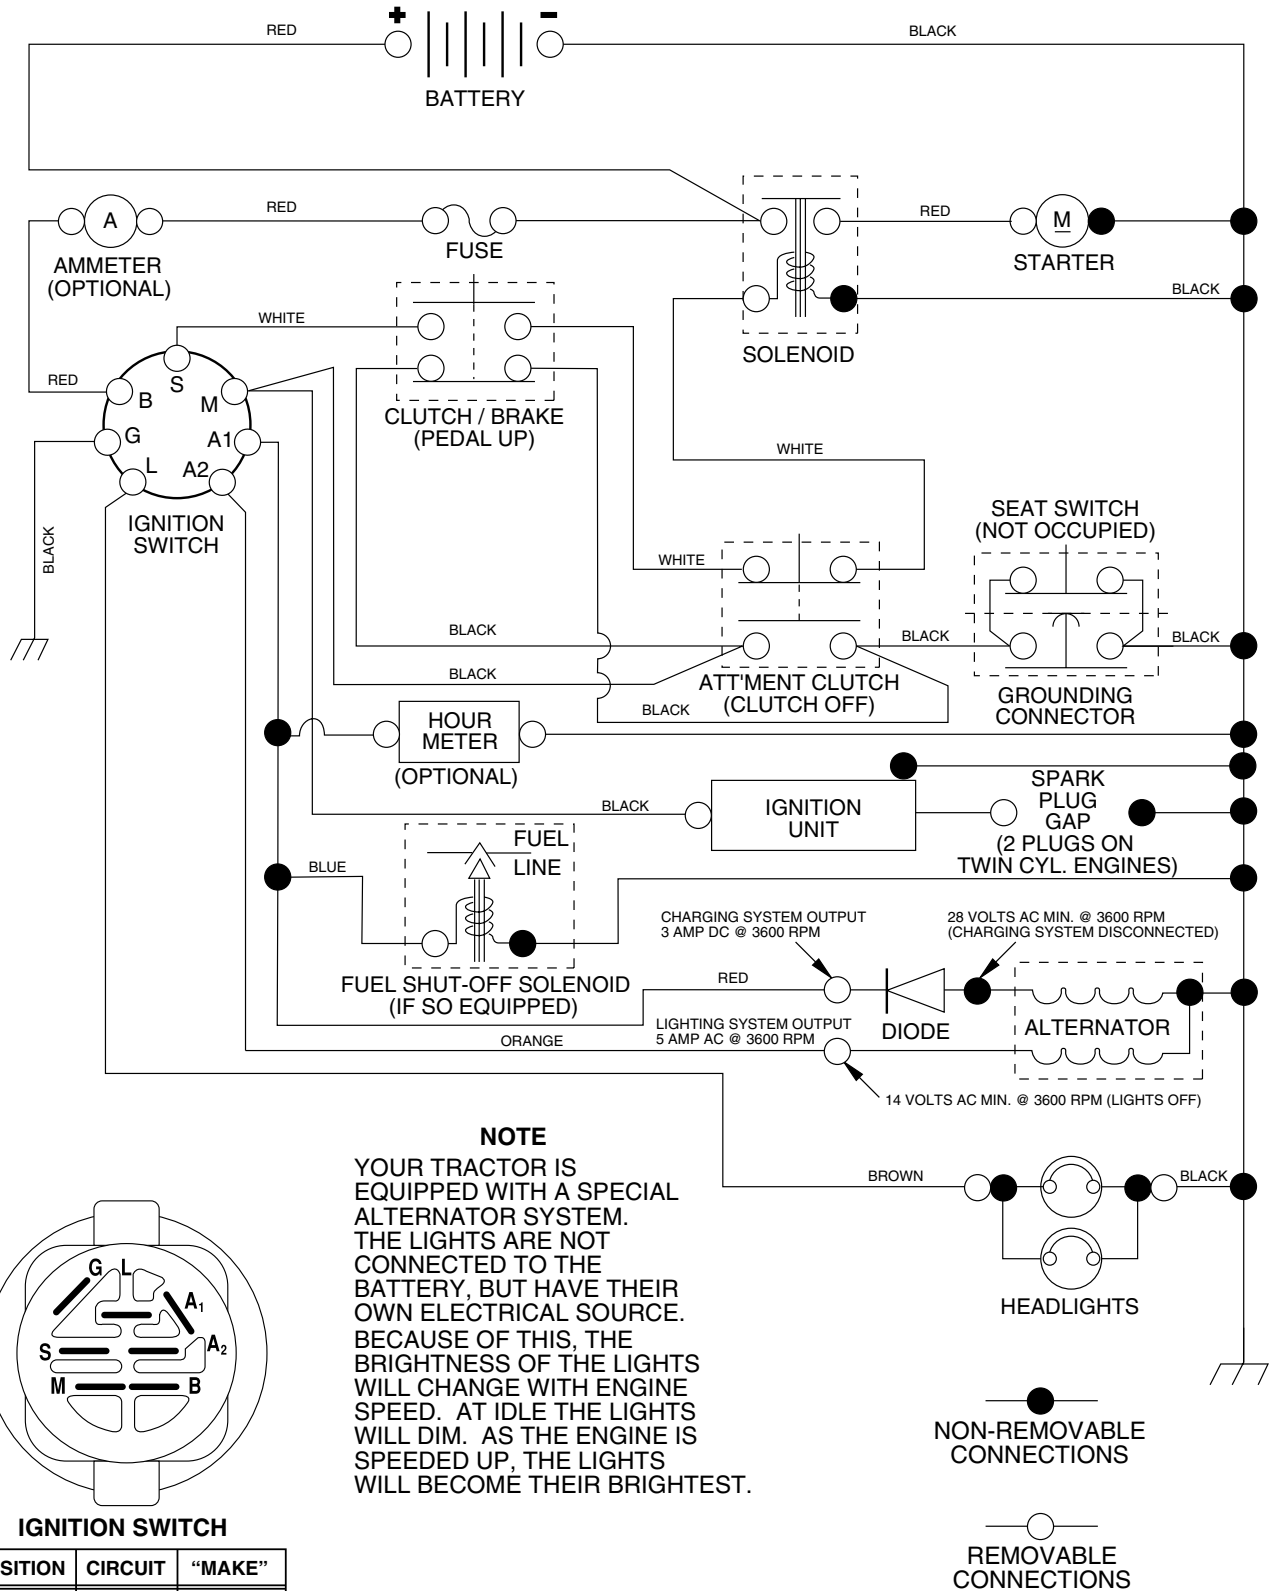 +
−
RED
BLACK
BATTERY
A
RED
FUSE
RED
M
STARTER
AMMETER
(OPTIONAL)
BLACK
SOLENOID
WHITE
RED
S
B
M
G
A1
L
A2
IGNITION
SWITCH
BLACK
CLUTCH / BRAKE
(PEDAL UP)
WHITE
SEAT SWITCH
(NOT OCCUPIED)
WHITE
BLACK
BLACK
BLACK
BLACK
ATT'MENT CLUTCH
(CLUTCH OFF)
BLACK
GROUNDING
CONNECTOR
HOUR
METER
(OPTIONAL)
BLACK
IGNITION
UNIT
SPARK
PLUG
GAP
(2 PLUGS ON
TWIN CYL. ENGINES)
BLUE
FUEL
LINE
FUEL SHUT-OFF SOLENOID
(IF SO EQUIPPED)
CHARGING SYSTEM OUTPUT
3 AMP DC @ 3600 RPM
28 VOLTS AC MIN. @ 3600 RPM
(CHARGING SYSTEM DISCONNECTED)
RED
DIODE
ALTERNATOR
LIGHTING SYSTEM OUTPUT
5 AMP AC @ 3600 RPM
ORANGE
14 VOLTS AC MIN. @ 3600 RPM (LIGHTS OFF)
BROWN
BLACK
HEADLIGHTS
NOTE
YOUR TRACTOR IS
EQUIPPED WITH A SPECIAL
ALTERNATOR SYSTEM.
THE LIGHTS ARE NOT
CONNECTED TO THE
BATTERY, BUT HAVE THEIR
OWN ELECTRICAL SOURCE.
BECAUSE OF THIS, THE
BRIGHTNESS OF THE LIGHTS
WILL CHANGE WITH ENGINE
SPEED. AT IDLE THE LIGHTS
WILL DIM. AS THE ENGINE IS
SPEEDED UP, THE LIGHTS
WILL BECOME THEIR BRIGHTEST.
G L
A1
S
A2
M
B
IGNITION SWITCH
SITION CIRCUIT “MAKE”
NON-REMOVABLE
CONNECTIONS
REMOVABLE
CONNECTIONS